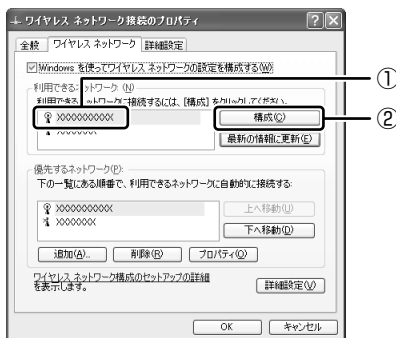 ワイヤレス ネットワーク接続のプロパティ
全般 ワイヤレス ネットワーク 詳細設定
Windows を使ってワイヤレス ネットワークの設定を構成する(W)
①
利用できるネットワーク(N)
利用できるネットワークに接続するには、[構成] をクリックしてください。
XXXXXXXXXX 構成(C)
②
XXXXXXX 最新の情報に更新(E)
優先するネットワーク(P):
下の一覧にある順番で、利用できるネットワークに自動的に接続する:
XXXXXXXXXX 上へ移動(U)
XXXXXXX 下へ移動(D)
追加(A)... 削除(R) プロパティ(O)
ワイヤレス ネットワーク構成のセットアップの詳細
を表示します。
詳細設定(V)
OK キャンセル